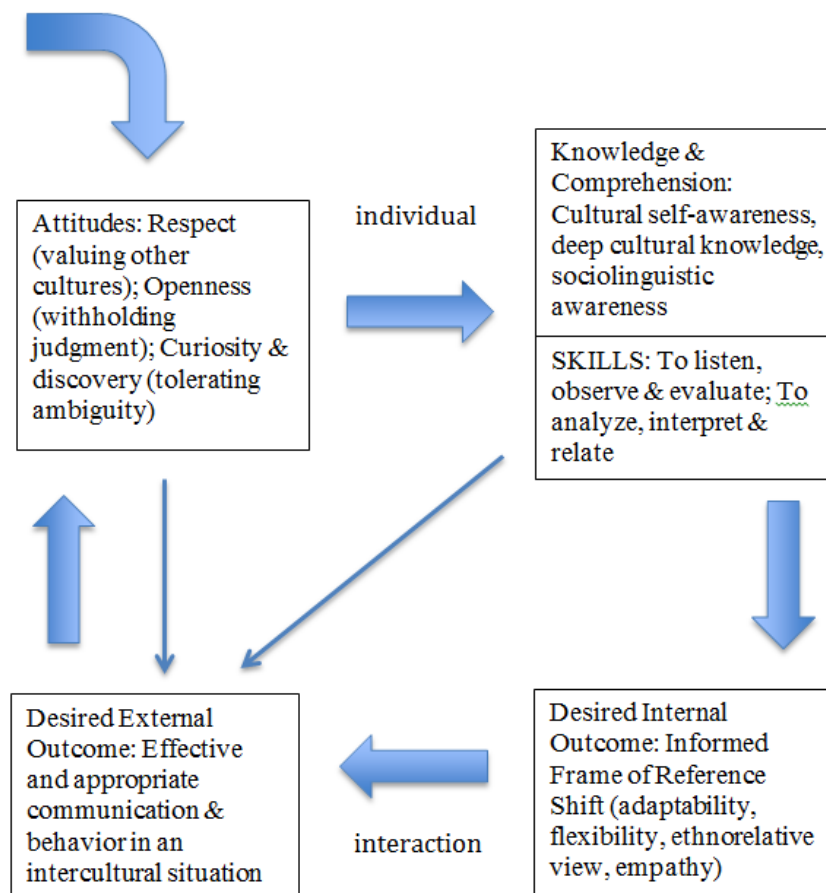 Attitudes: Respect
(valuing other
cultures); Openness
(withholding
judgment); Curiosity &
discovery (tolerating
ambiguity)
individual
Knowledge &
Comprehension:
Cultural self-awareness,
deep cultural knowledge,
sociolinguistic
awareness
SKILLS: To listen,
observe & evaluate; To
analyze, interpret &
relate
Desired External
Outcome: Effective
and appropriate
communication &
behavior in an
intercultural situation
interaction
Desired Internal
Outcome: Informed
Frame of Reference
Shift (adaptability,
flexibility, ethnorelative
view, empathy)